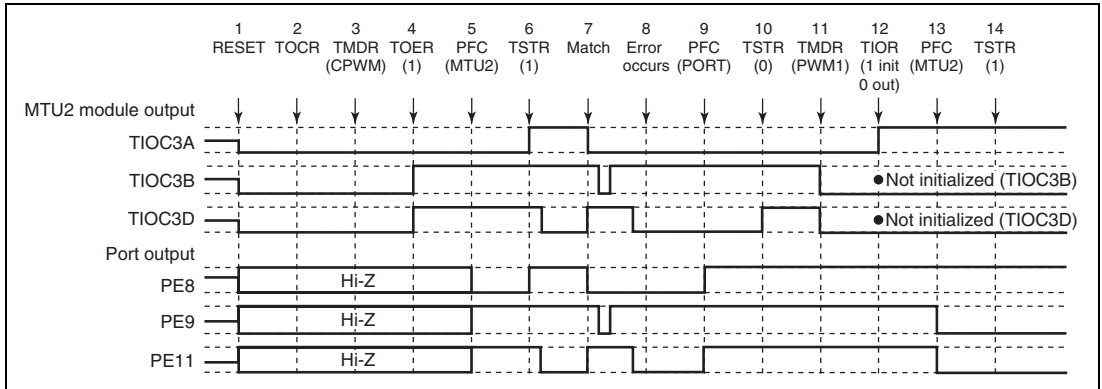 1 2 3 4 5 6 7 8 9 10 11 12 13 14
RESET TOCR TMDR TOER PFC TSTR Match Error PFC TSTR TMDR TIOR PFC TSTR
(CPWM) (1) (MTU2) (1) occurs (PORT) (0) (PWM1) (1 init (MTU2) (1)
0 out)
MTU2 module output
TIOC3A
TIOC3B
●Not initialized (TIOC3B)
TIOC3D
●Not initialized (TIOC3D)
Port output
PE8
Hi-Z
PE9
Hi-Z
PE11
Hi-Z